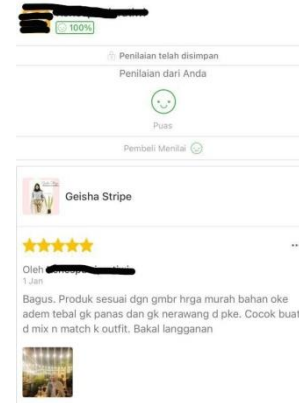 100%
Penilaian telah disimpan
Penilaian dari Anda
Puas
Pembeli Menilai
Geisha Stripe
Oleh
1 Jan
Bagus. Produk sesuai dgn gmbr hrga murah bahan oke
adem tebal gk panas dan gk nerawang d pke. Cocok buat
d mix n match k outfit. Bakal langganan